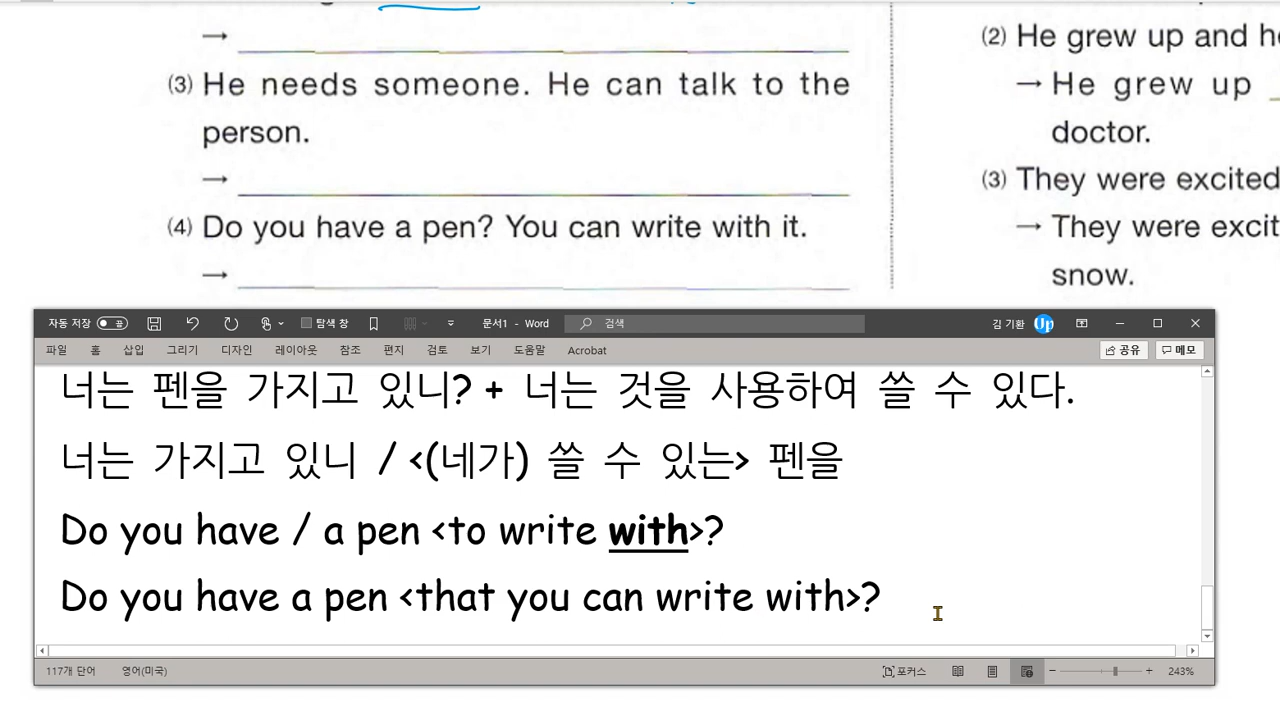 →
(3) He needs someone. He can talk to the
person.
→
(4) Do you have a pen? You can write with it.
→
(2) He grew up and
→ He grew up
doctor.
(3) They were excited
→ They were
snow.
자동 저장 끔 탐색 창 문서1 - Word 검색 김 기환 Up
파일 홈 삽입 그리기 디자인 레이아웃 참조 편지 검토 보기 도움말 Acrobat 공유 메모
너는 펜을 가지고 있니? + 너는 것을 사용하여 쓸 수 있다.
너는 가지고 있니 / <(네가) 쓸 수 있는> 펜을
Do you have / a pen <to write with>?
Do you have a pen <that you can write with>?
117개 단어 영어(미국) 포커스 243%